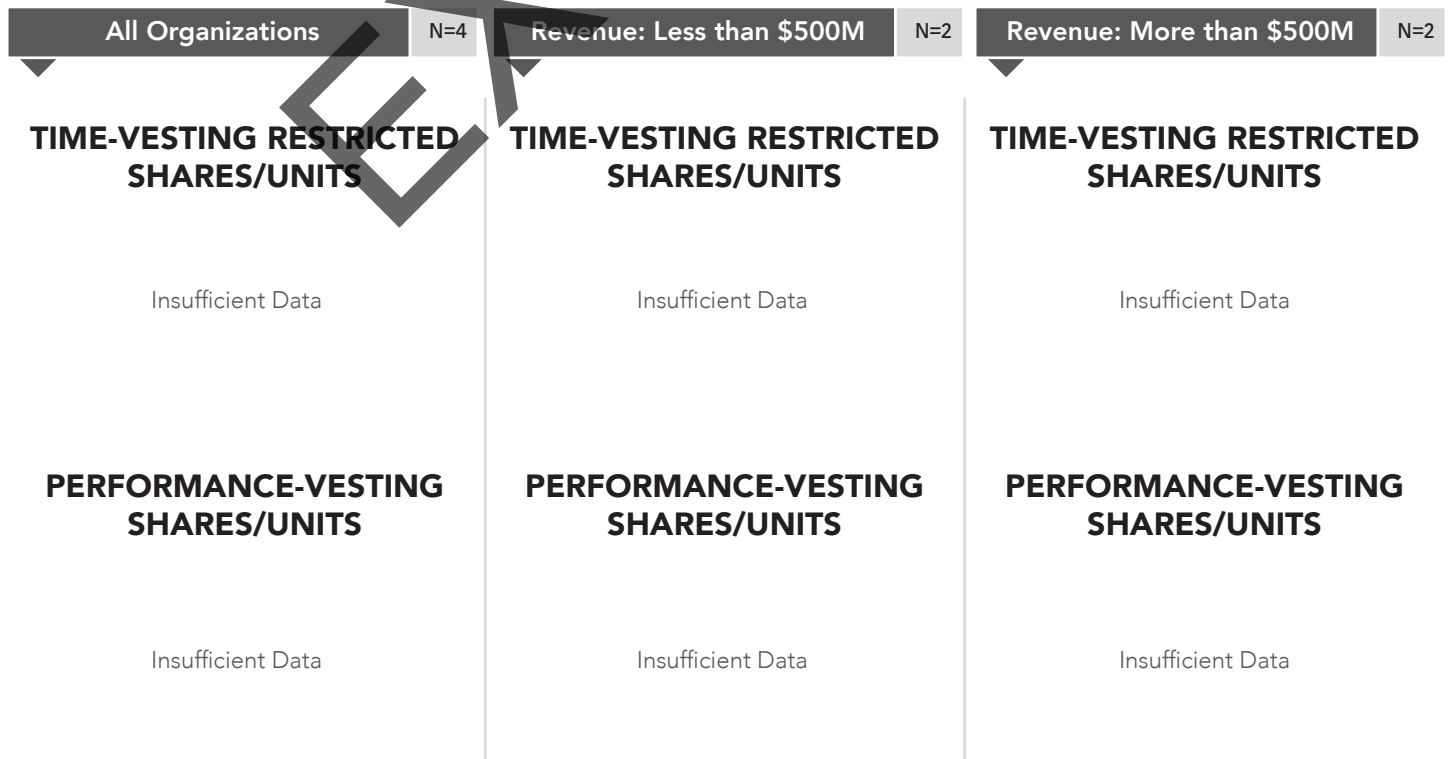 All Organizations N=4
Revenue: Less than $500M N=2
Revenue: More than $500M N=2
TIME-VESTING RESTRICTED
SHARES/UNITS
Insufficient Data
PERFORMANCE-VESTING
SHARES/UNITS
Insufficient Data
TIME-VESTING RESTRICTED
SHARES/UNITS
Insufficient Data
PERFORMANCE-VESTING
SHARES/UNITS
Insufficient Data
TIME-VESTING RESTRICTED
SHARES/UNITS
Insufficient Data
PERFORMANCE-VESTING
SHARES/UNITS
Insufficient Data